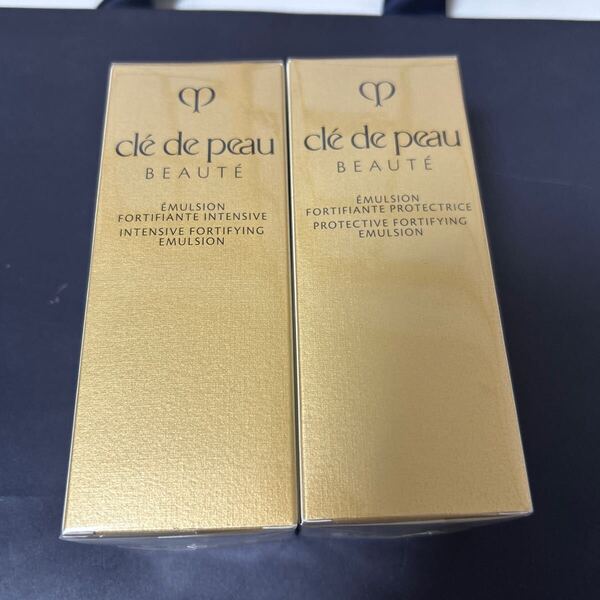 clé de peau
BEAUTÉ
ÉMULSION
FORTIFIANTE INTENSIVE
INTENSIVE FORTIFYING
EMULSION
clé de peau
BEAUTÉ
ÉMULSION
FORTIFIANTE PROTECTRICE
PROTECTIVE FORTIFYING
EMULSION